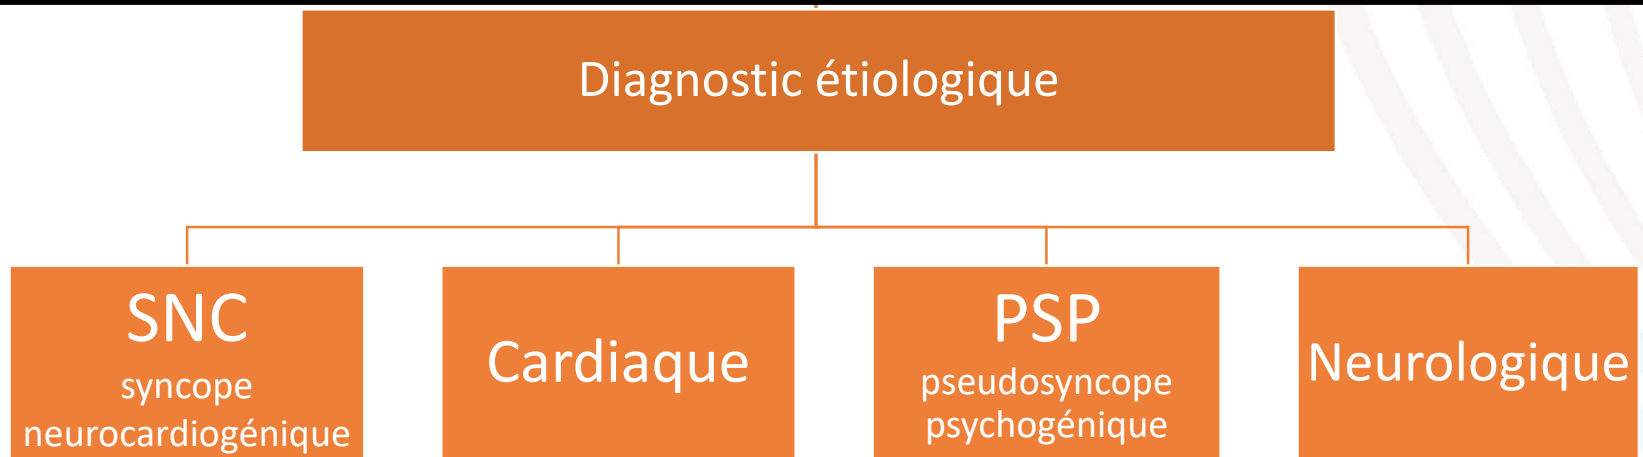 Diagnostic étiologique
SNC
syncope
neurocardiogénique
Cardiaque
PSP
pseudosyncope
psychogénique
Neurologique